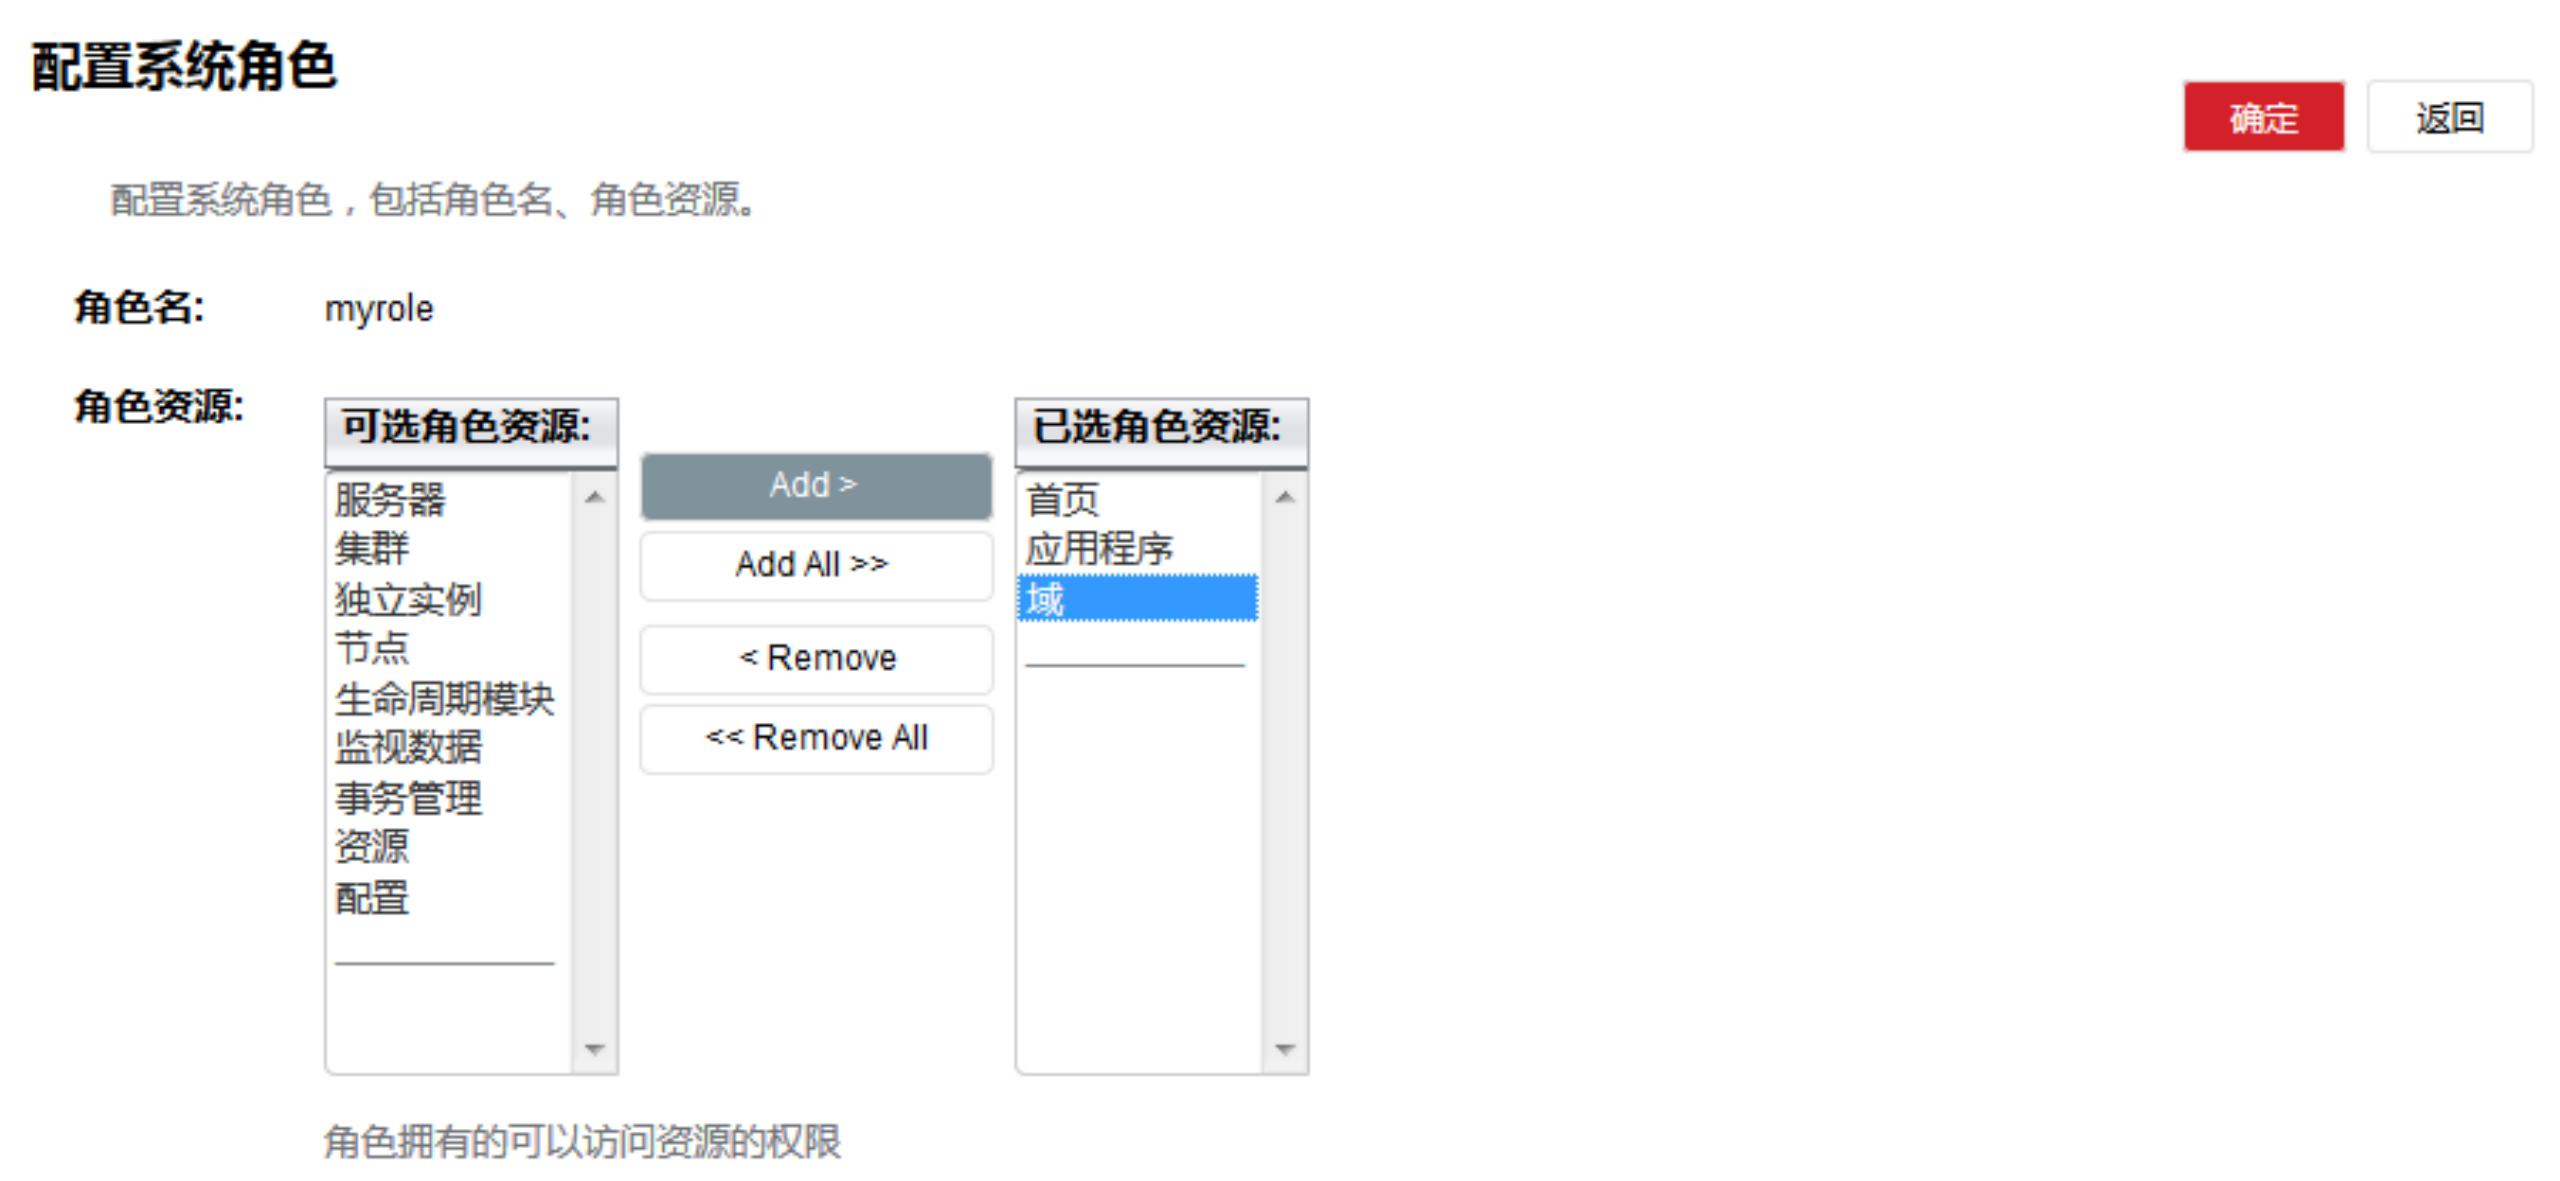 配置系统角色
确定
返回
配置系统角色，包括角色名、角色资源。
角色名:
myrole
角色资源:
可选角色资源:
服务器
集群
独立实例
节点
生命周期模块
监视数据
事务管理
资源
配置
Add >
Add All >>
< Remove
<< Remove All
已选角色资源:
首页
应用程序
域
角色拥有的可以访问资源的权限